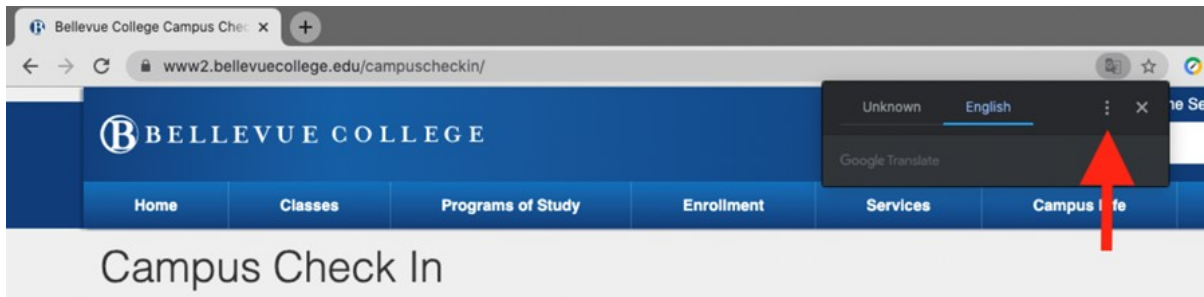 Bellevue College Campus Chec
www2.bellevuecollege.edu/campuscheckin/
Unknown English
BELLEVUE COLLEGE
Google Translate
Home Classes Programs of Study Enrollment Services Campus
Campus Check In